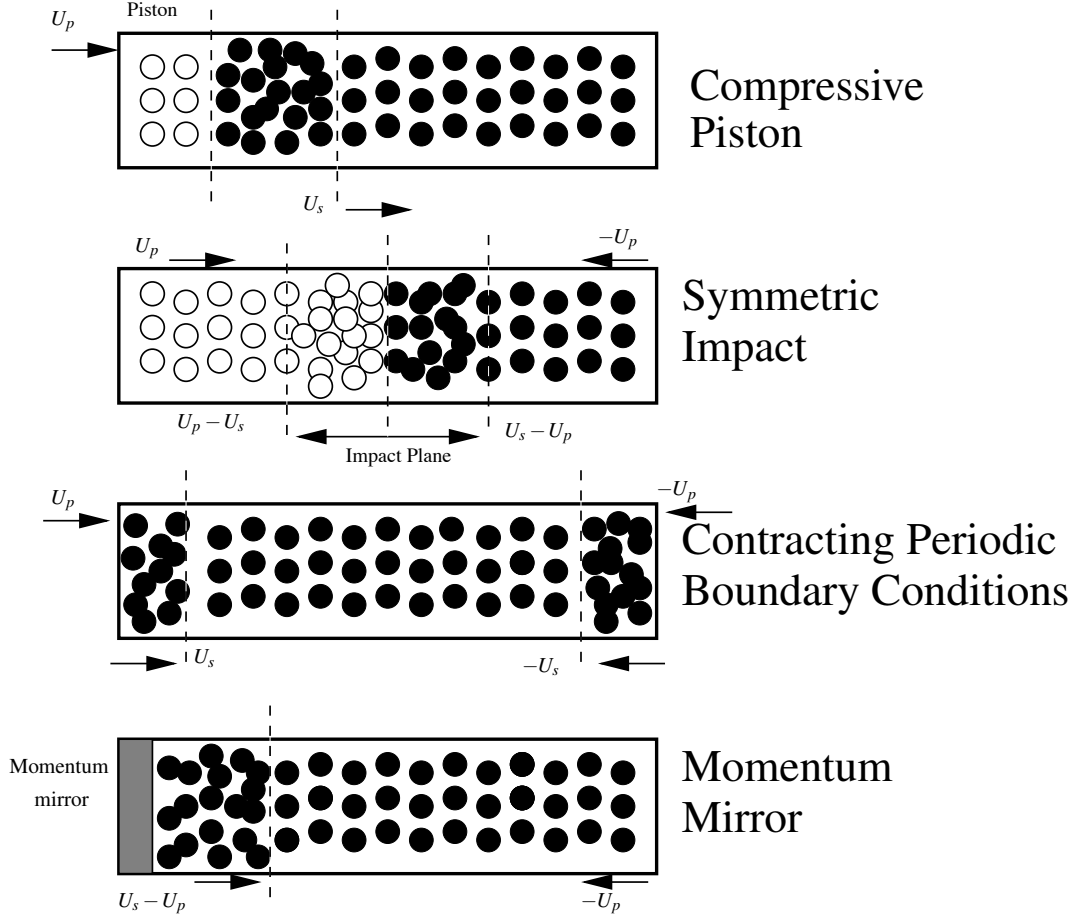 Piston
U_p
Compressive
Piston
U_s
U_p
−U_p
Symmetric
Impact
U_p − U_s
U_s − U_p
Impact Plane
U_p
−U_p
Contracting Periodic
Boundary Conditions
U_s
−U_s
Momentum
mirror
Momentum
Mirror
U_s − U_p
−U_p